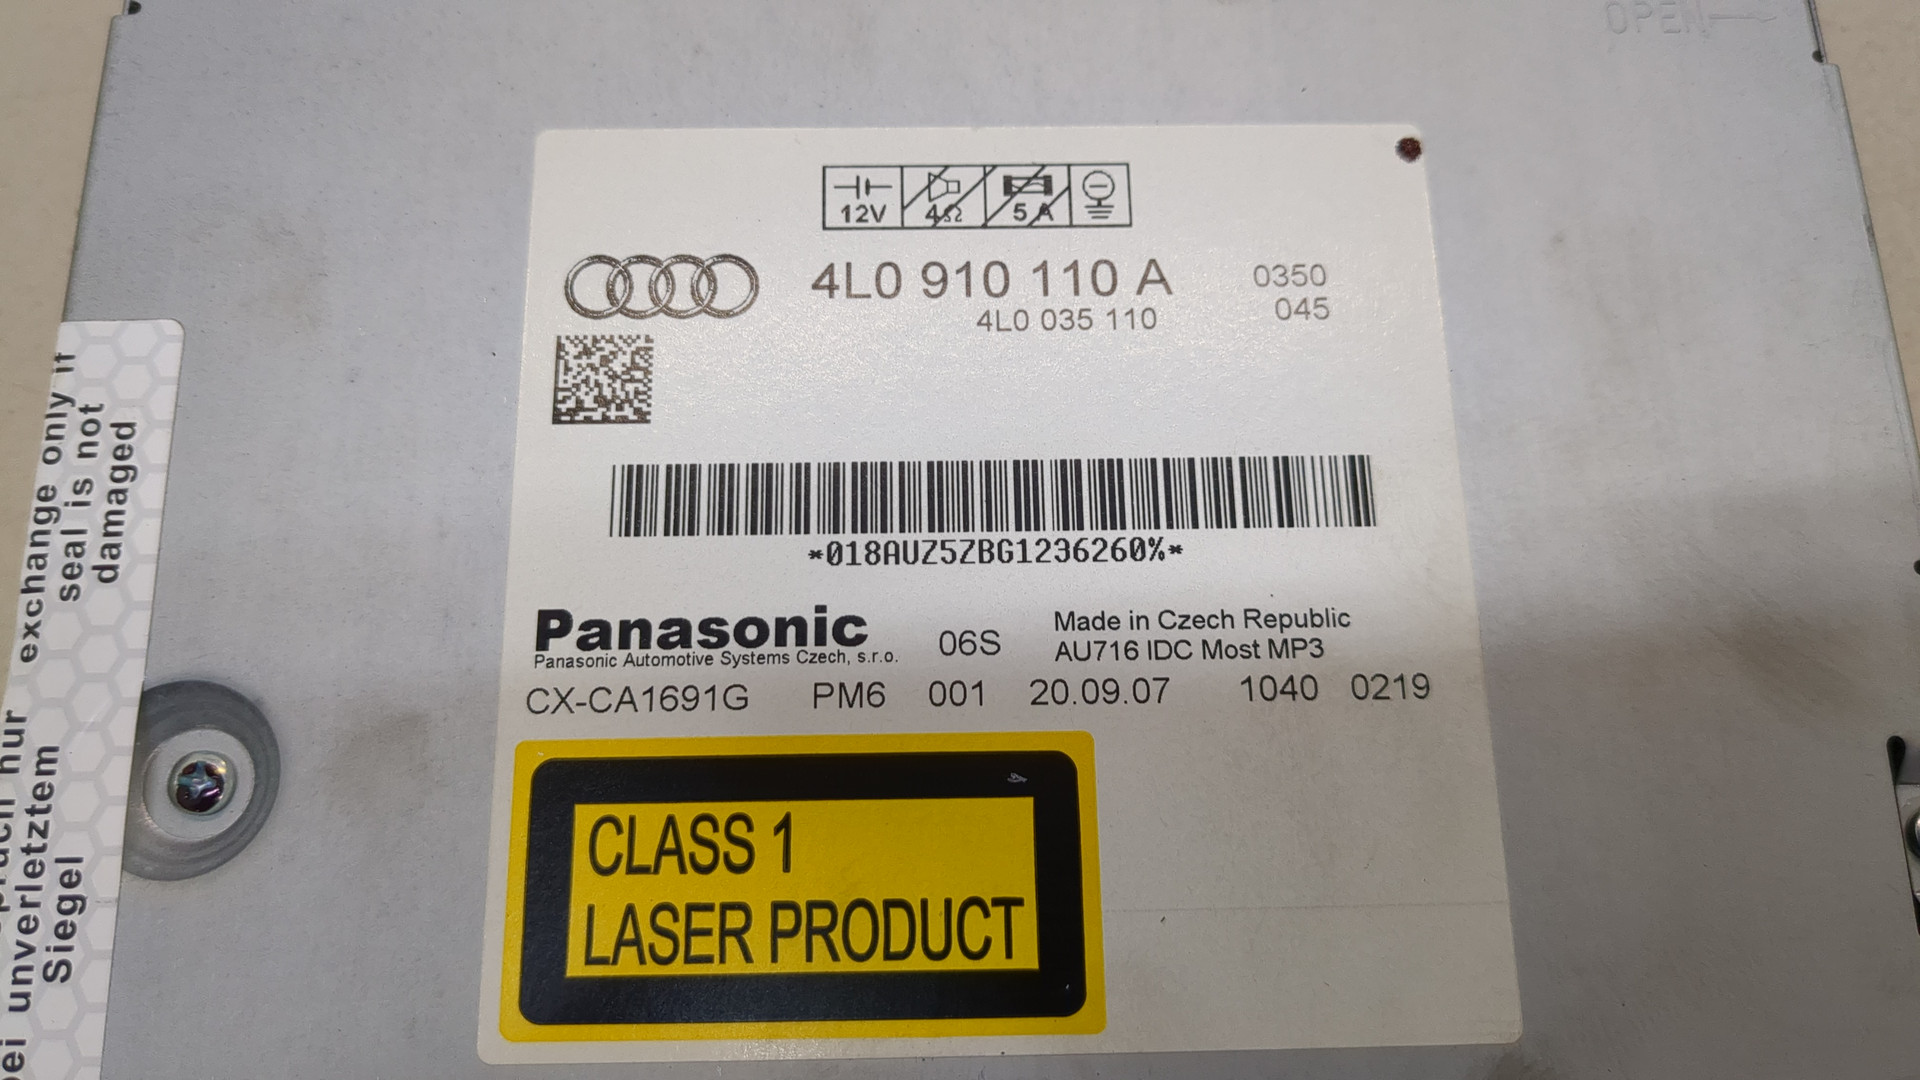 OPEN
12V 4Ω 5 A
4L0 910 110 A 0350
4L0 035 110 045
*018AUZ5ZBG1236260%*
Panasonic 06S Made in Czech Republic
Panasonic Automotive Systems Czech, s.r.o. AU716 IDC Most MP3
CX-CA1691G PM6 001 20.09.07 1040 0219
CLASS 1
LASER PRODUCT
exchange only if
seal is not
damaged
nur
unverletztem
Siegel